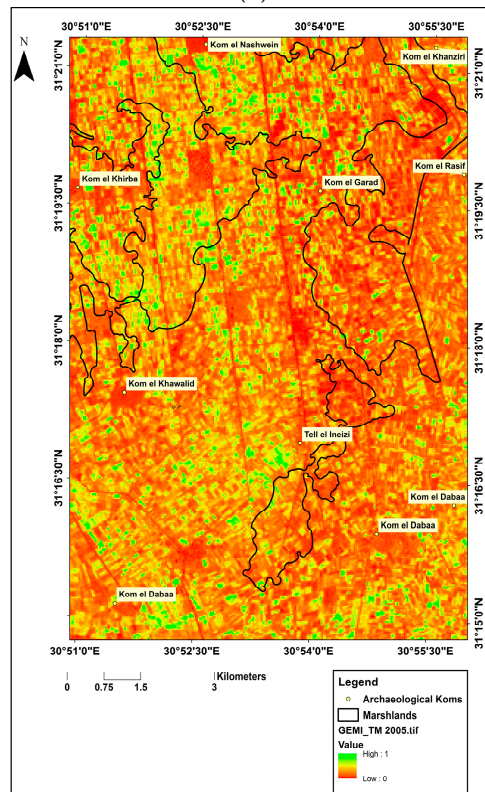 30°51'0"E 30°52'30"E 30°54'0"E 30°55'30"E
N
Kom el Nashwein
Kom el Khanziri
31°21'0"N
31°21'0"N
Kom el Rasif
Kom el Khirba
Kom el Garad
31°19'30"N
31°19'30"N
31°18'0"N
31°18'0"N
Kom el Khawalid
Tell el Ineizi
31°16'30"N
31°16'30"N
Kom el Dabaa
Kom el Dabaa
Kom el Dabaa
31°15'0"N
30°51'0"E 30°52'30"E 30°54'0"E 30°55'30"E
Kilometers
0 0.75 1.5 3
Legend
Archaeological Koms
Marshlands
GEMI_TM 2005.tif
Value
High : 1
Low : 0